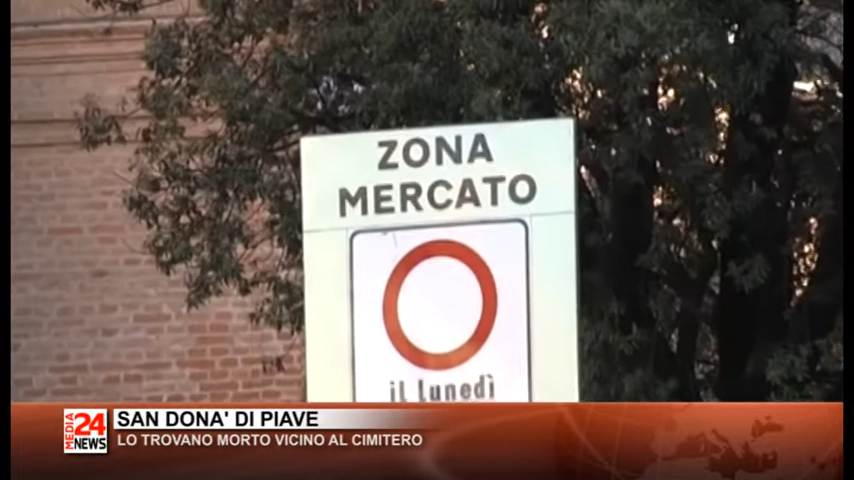 ZONA
MERCATO
il Lunedì
MEDIA
24
NEWS
SAN DONA' DI PIAVE
LO TROVANO MORTO VICINO AL CIMITERO